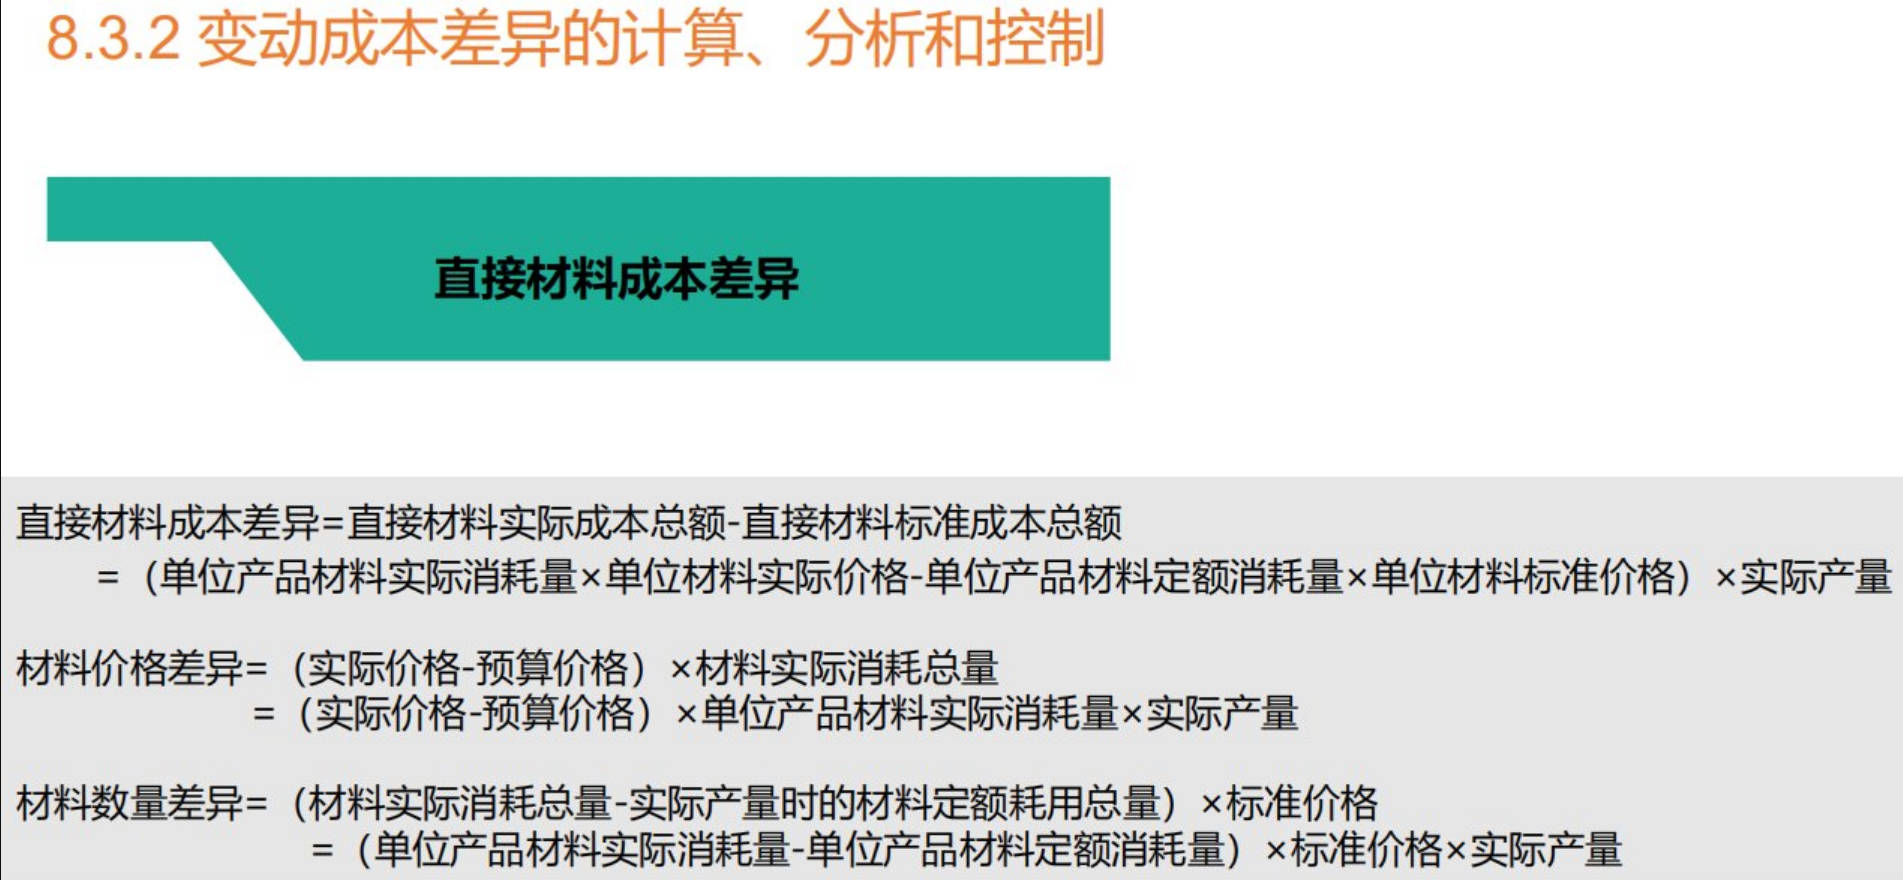 8.3.2 变动成本差异的计算、分析和控制
直接材料成本差异
直接材料成本差异=直接材料实际成本总额-直接材料标准成本总额
=（单位产品材料实际消耗量×单位材料实际价格-单位产品材料定额消耗量×单位材料标准价格）×实际产量
材料价格差异=（实际价格-预算价格）×材料实际消耗总量
=（实际价格-预算价格）×单位产品材料实际消耗量×实际产量
材料数量差异=（材料实际消耗总量-实际产量时的材料定额耗用总量）×标准价格
=（单位产品材料实际消耗量-单位产品材料定额消耗量）×标准价格×实际产量